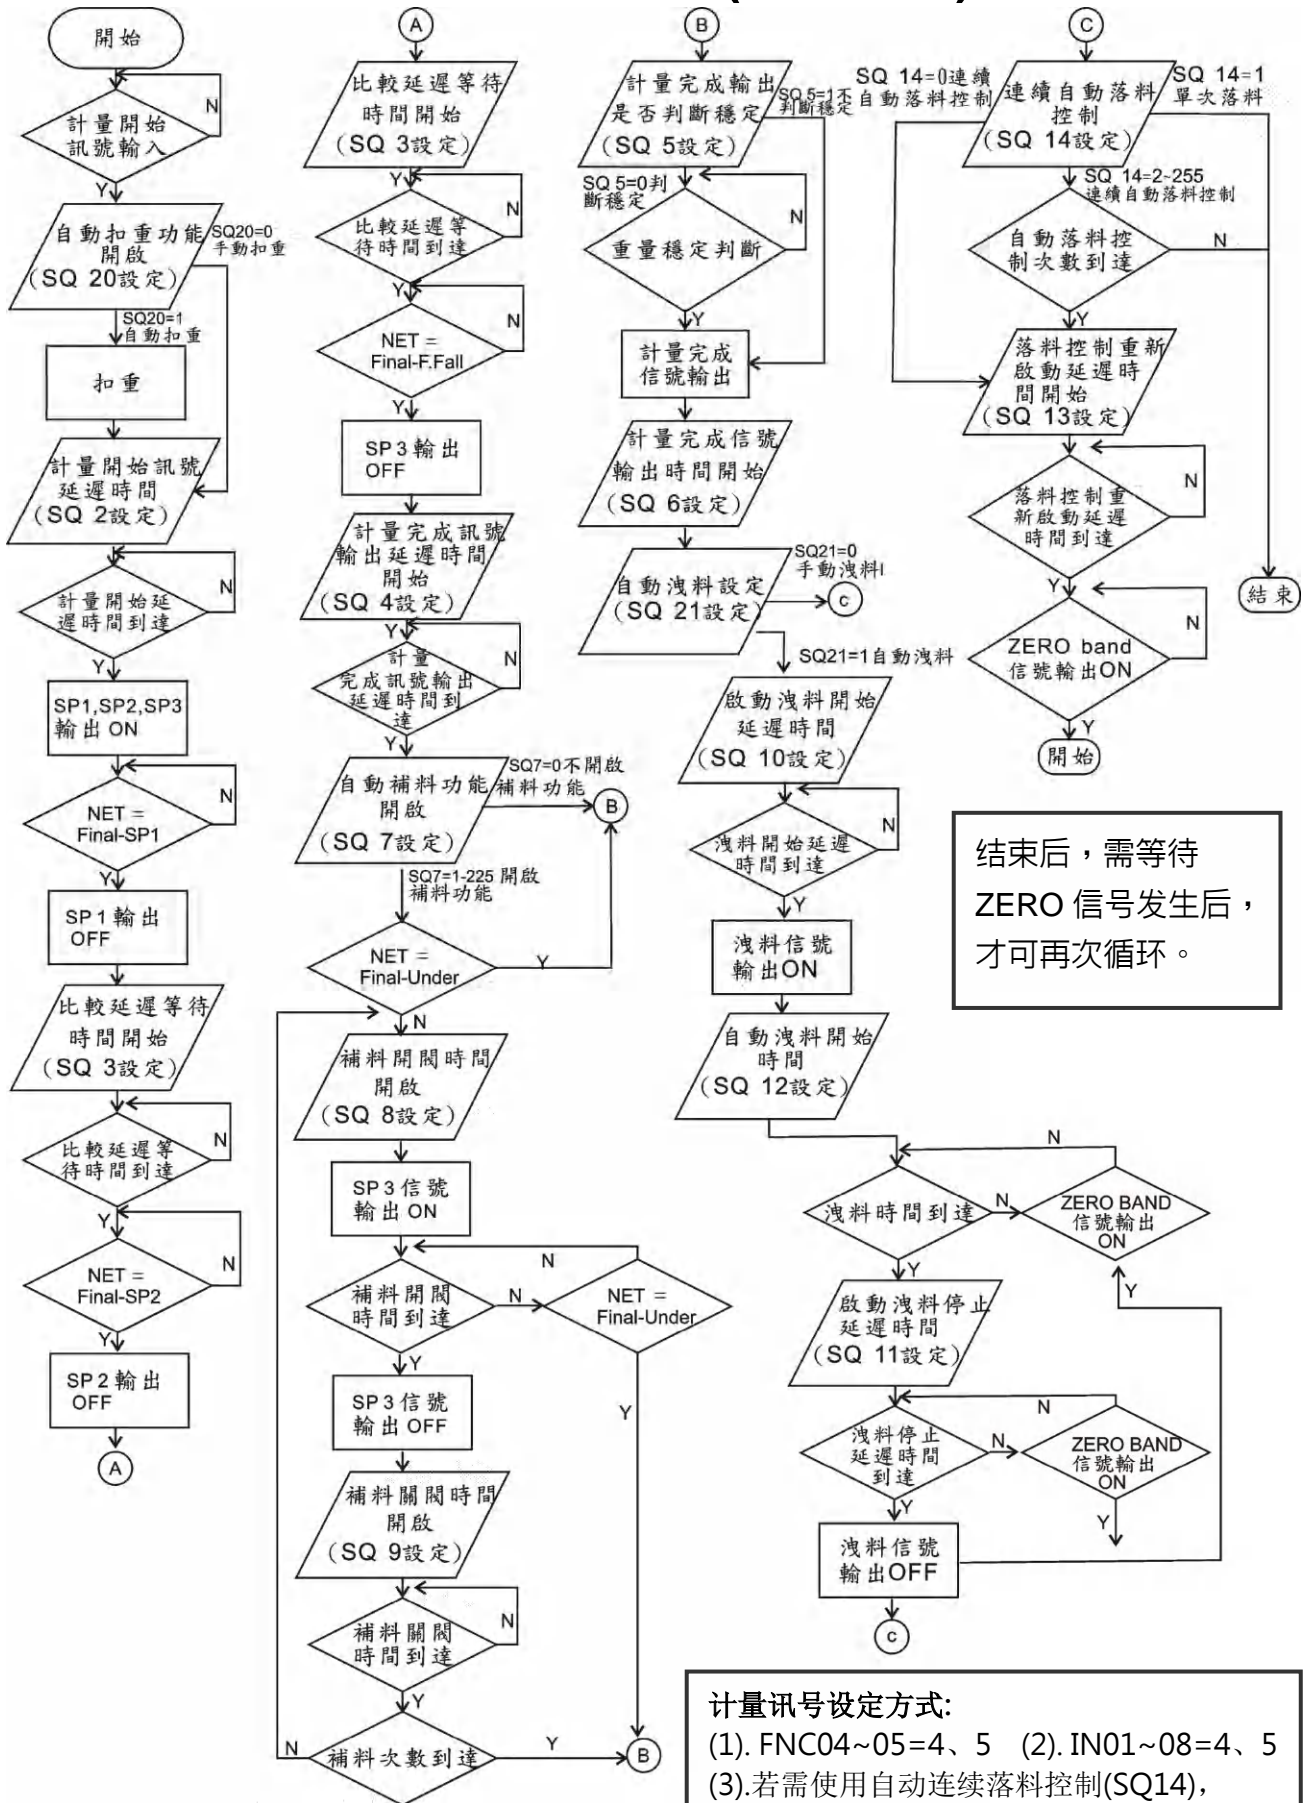 開始
計量開始
訊號輸入
N
Y
自動扣重功能
開啟
(SQ 20設定)
SQ20=0
手動扣重
SQ20=1
自動扣重
扣重
計量開始訊號
延遲時間
(SQ 2設定)
計量開始延
遲時間到達
N
Y
SP1,SP2,SP3
輸出ON
NET =
Final-SP1
N
Y
SP1輸出
OFF
比較延遲等待
時間開始
(SQ 3設定)
比較延遲等
待時間到達
N
Y
NET =
Final-SP2
N
Y
SP2輸出
OFF
A
A
比較延遲等待
時間開始
(SQ 3設定)
Y
比較延遲等
待時間到達
N
Y
NET =
Final-F.Fall
N
Y
SP3輸出
OFF
計量完成訊號
輸出延遲時間
開始
(SQ 4設定)
Y
計量
完成訊號輸出
延遲時間到
達
N
Y
自動補料功能
開啟
(SQ 7設定)
SQ7=0不開啟
補料功能
B
SQ7=1-225 開啟
補料功能
NET =
Final-Under
Y
N
補料開閥時間
開啟
(SQ 8設定)
SP3信號
輸出ON
補料開閥
時間到達
N
N
NET =
Final-Under
Y
Y
SP3信號
輸出OFF
補料關閥時間
開啟
(SQ 9設定)
補料關閥
時間到達
N
Y
補料次數到達
N
Y
B
B
計量完成輸出
是否判斷穩定
(SQ 5設定)
SQ 5=1不
判斷穩定
SQ 5=0判
斷穩定
重量穩定判斷
N
Y
計量完成
信號輸出
計量完成信號
輸出時間開始
(SQ 6設定)
自動洩料設定
(SQ 21設定)
SQ21=0
手動洩料
c
SQ21=1自動洩料
啟動洩料開始
延遲時間
(SQ 10設定)
洩料開始延遲
時間到達
N
Y
洩料信號
輸出ON
自動洩料開始
時間
(SQ 12設定)
洩料時間到達
N
N
ZERO BAND
信號輸出
ON
Y
Y
啟動洩料停止
延遲時間
(SQ 11設定)
洩料停止
延遲時間
到達
N
N
ZERO BAND
信號輸出
ON
Y
Y
洩料信號
輸出OFF
c
C
連續自動落料
控制
(SQ 14設定)
SQ 14=0連續
自動落料控制
SQ 14=1
單次落料
SQ 14=2~255
連續自動落料控制
自動落料控
制次數到達
N
Y
落料控制重新
啟動延遲時
間開始
(SQ 13設定)
落料控制重
新啟動延遲
時間到達
N
Y
ZERO band
信號輸出ON
N
Y
開始
結束
结束后，需等待
ZERO 信号发生后，
才可再次循环。
计量讯号设定方式:
(1). FNC04~05=4、5 (2). IN01~08=4、5
(3).若需使用自动连续落料控制(SQ14)，